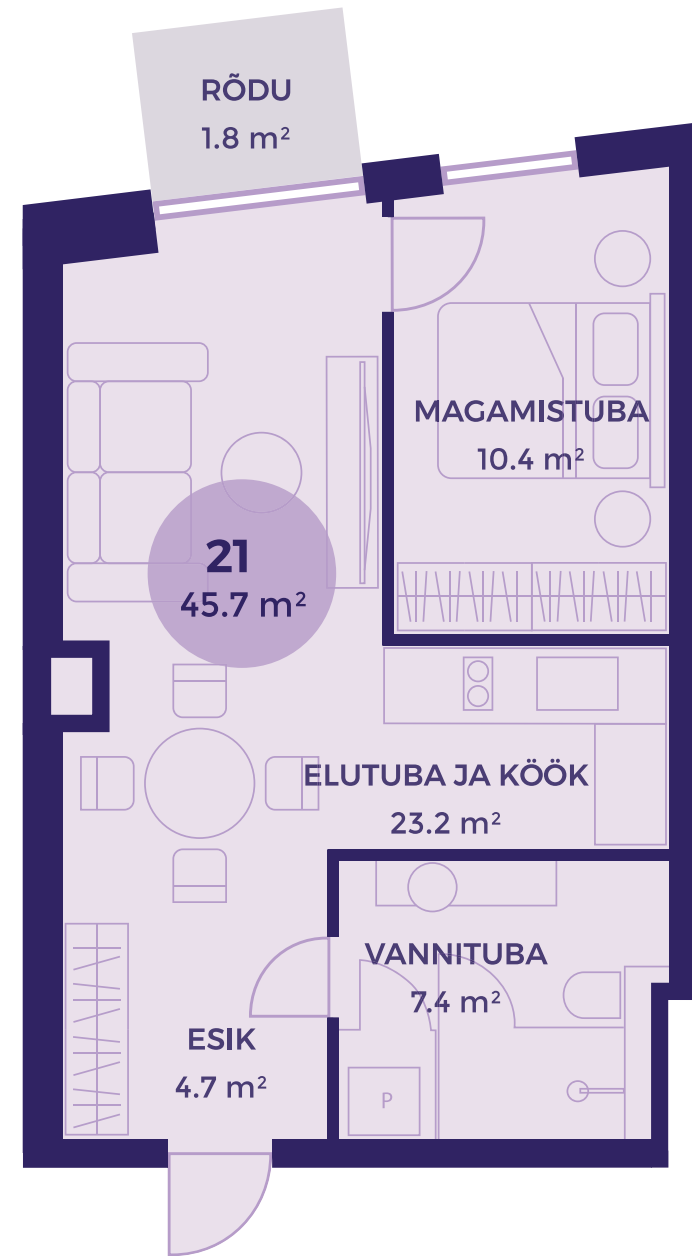 RÕDU
1.8 m²
MAGAMISTUBA
10.4 m²
21
45.7 m²
ELUTUBA JA KÖÖK
23.2 m²
VANNITUBA
7.4 m²
ESIK
4.7 m²
P